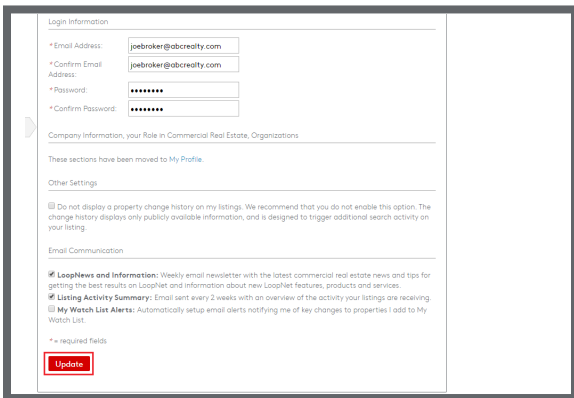 Login Information
* Email Address: joebroker@abcrealty.com
* Confirm Email joebroker@abcrealty.com
Address:
* Password: ••••••••
* Confirm Password: ••••••••
Company Information, your Role in Commercial Real Estate, Organizations
These sections have been moved to My Profile.
Other Settings
Do not display a property change history on my listings. We recommend that you do not enable this option. The
change history displays only publicly available information, and is designed to trigger additional search activity on
your listing.
Email Communication
LoopNews and Information: Weekly email newsletter with the latest commercial real estate news and tips for
getting the best results on LoopNet and information about new LoopNet features, products and services.
Listing Activity Summary: Email sent every 2 weeks with an overview of the activity your listings are receiving.
My Watch List Alerts: Automatically setup email alerts notifying me of key changes to properties I add to My
Watch List.
* = required fields
Update